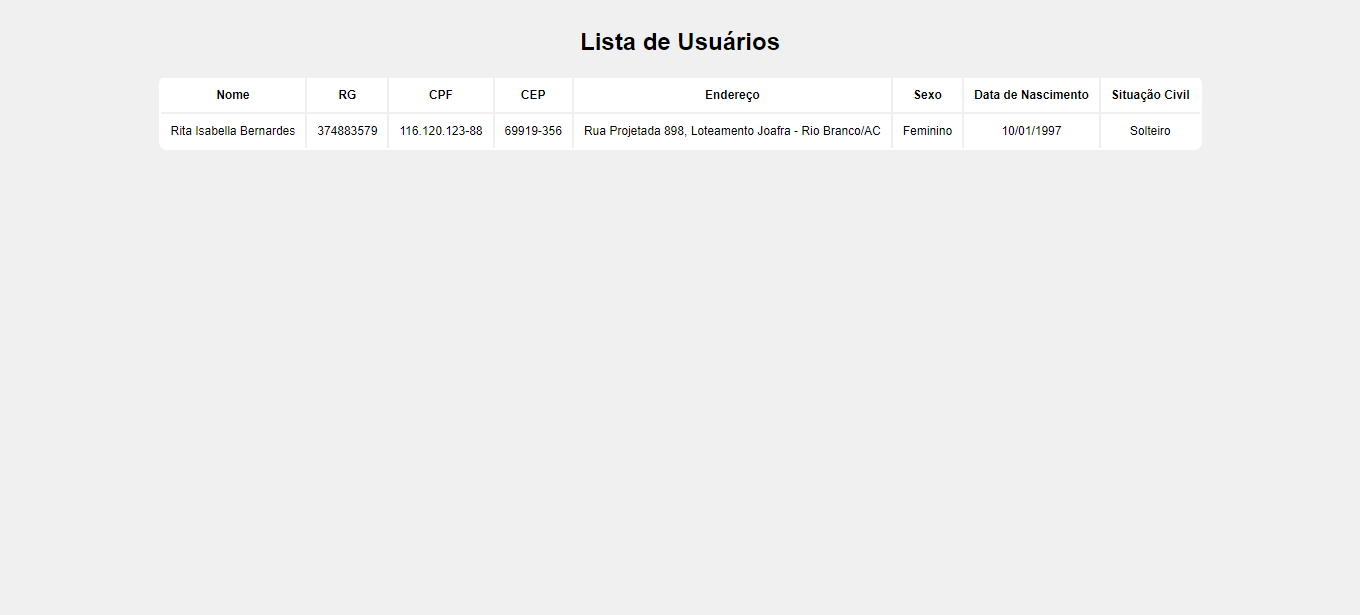 Lista de Usuários
Nome RG CPF CEP Endereço Sexo Data de Nascimento Situação Civil
Rita Isabella Bernardes 374883579 116.120.123-88 69919-356 Rua Projetada 898, Loteamento Joafra - Rio Branco/AC Feminino 10/01/1997 Solteiro